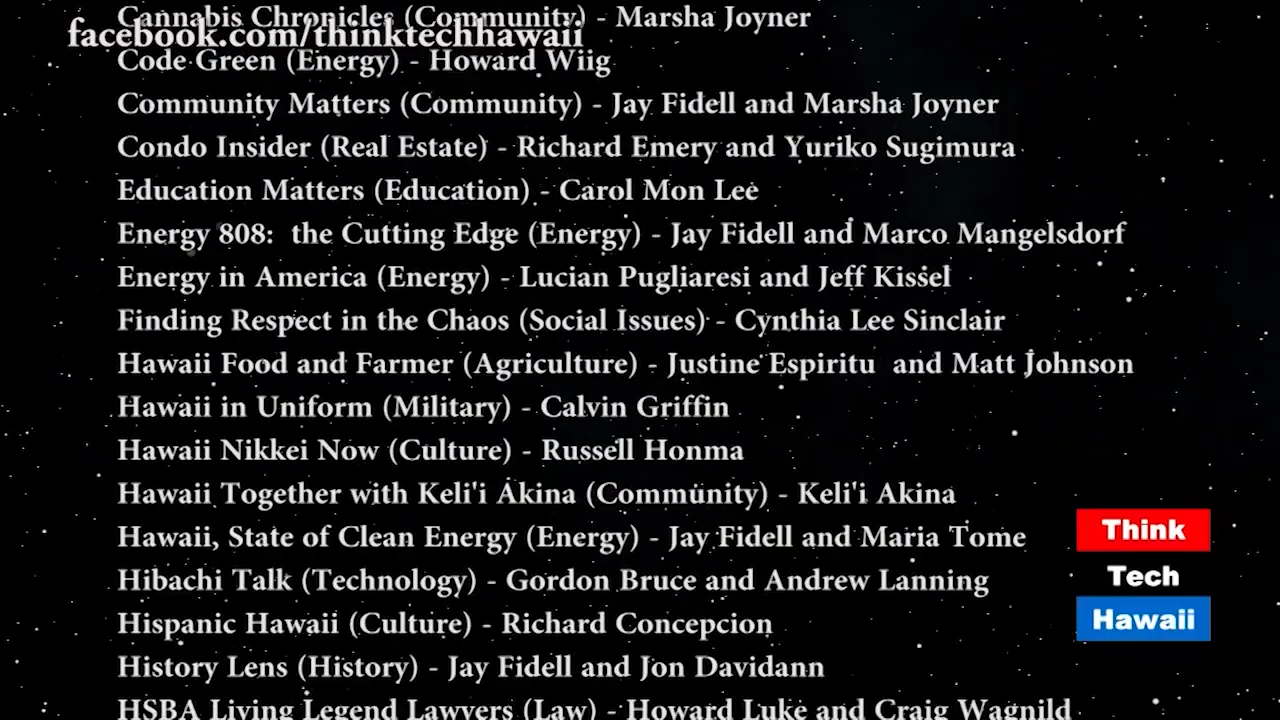 Cannabis Chronicles (Community) - Marsha Joyner
facebook.com/thinktechhawaii
Code Green (Energy) - Howard Wiig
Community Matters (Community) - Jay Fidell and Marsha Joyner
Condo Insider (Real Estate) - Richard Emery and Yuriko Sugimura
Education Matters (Education) - Carol Mon Lee
Energy 808:  the Cutting Edge (Energy) - Jay Fidell and Marco Mangelsdorf
Energy in America (Energy) - Lucian Pugliaresi and Jeff Kissel
Finding Respect in the Chaos (Social Issues) - Cynthia Lee Sinclair
Hawaii Food and Farmer (Agriculture) - Justine Espiritu  and Matt Johnson
Hawaii in Uniform (Military) - Calvin Griffin
Hawaii Nikkei Now (Culture) - Russell Honma
Hawaii Together with Keli'i Akina (Community) - Keli'i Akina
Hawaii, State of Clean Energy (Energy) - Jay Fidell and Maria Tome
Hibachi Talk (Technology) - Gordon Bruce and Andrew Lanning
Hispanic Hawaii (Culture) - Richard Concepcion
History Lens (History) - Jay Fidell and Jon Davidann
HSBA Living Legend Lawyers (Law) - Howard Luke and Craig Wagnild
Think
Tech
Hawaii